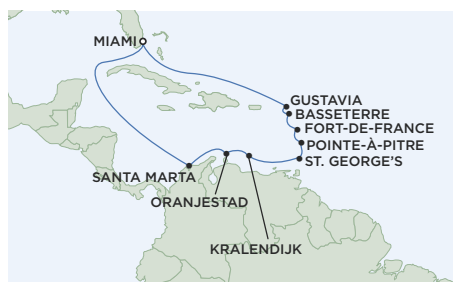 MIAMI
GUSTAVIA
BASSETERRE
FORT-DE-FRANCE
POINTE-À-PITRE
ST. GEORGE'S
SANTA MARTA
ORANJESTAD
KRALENDIJK